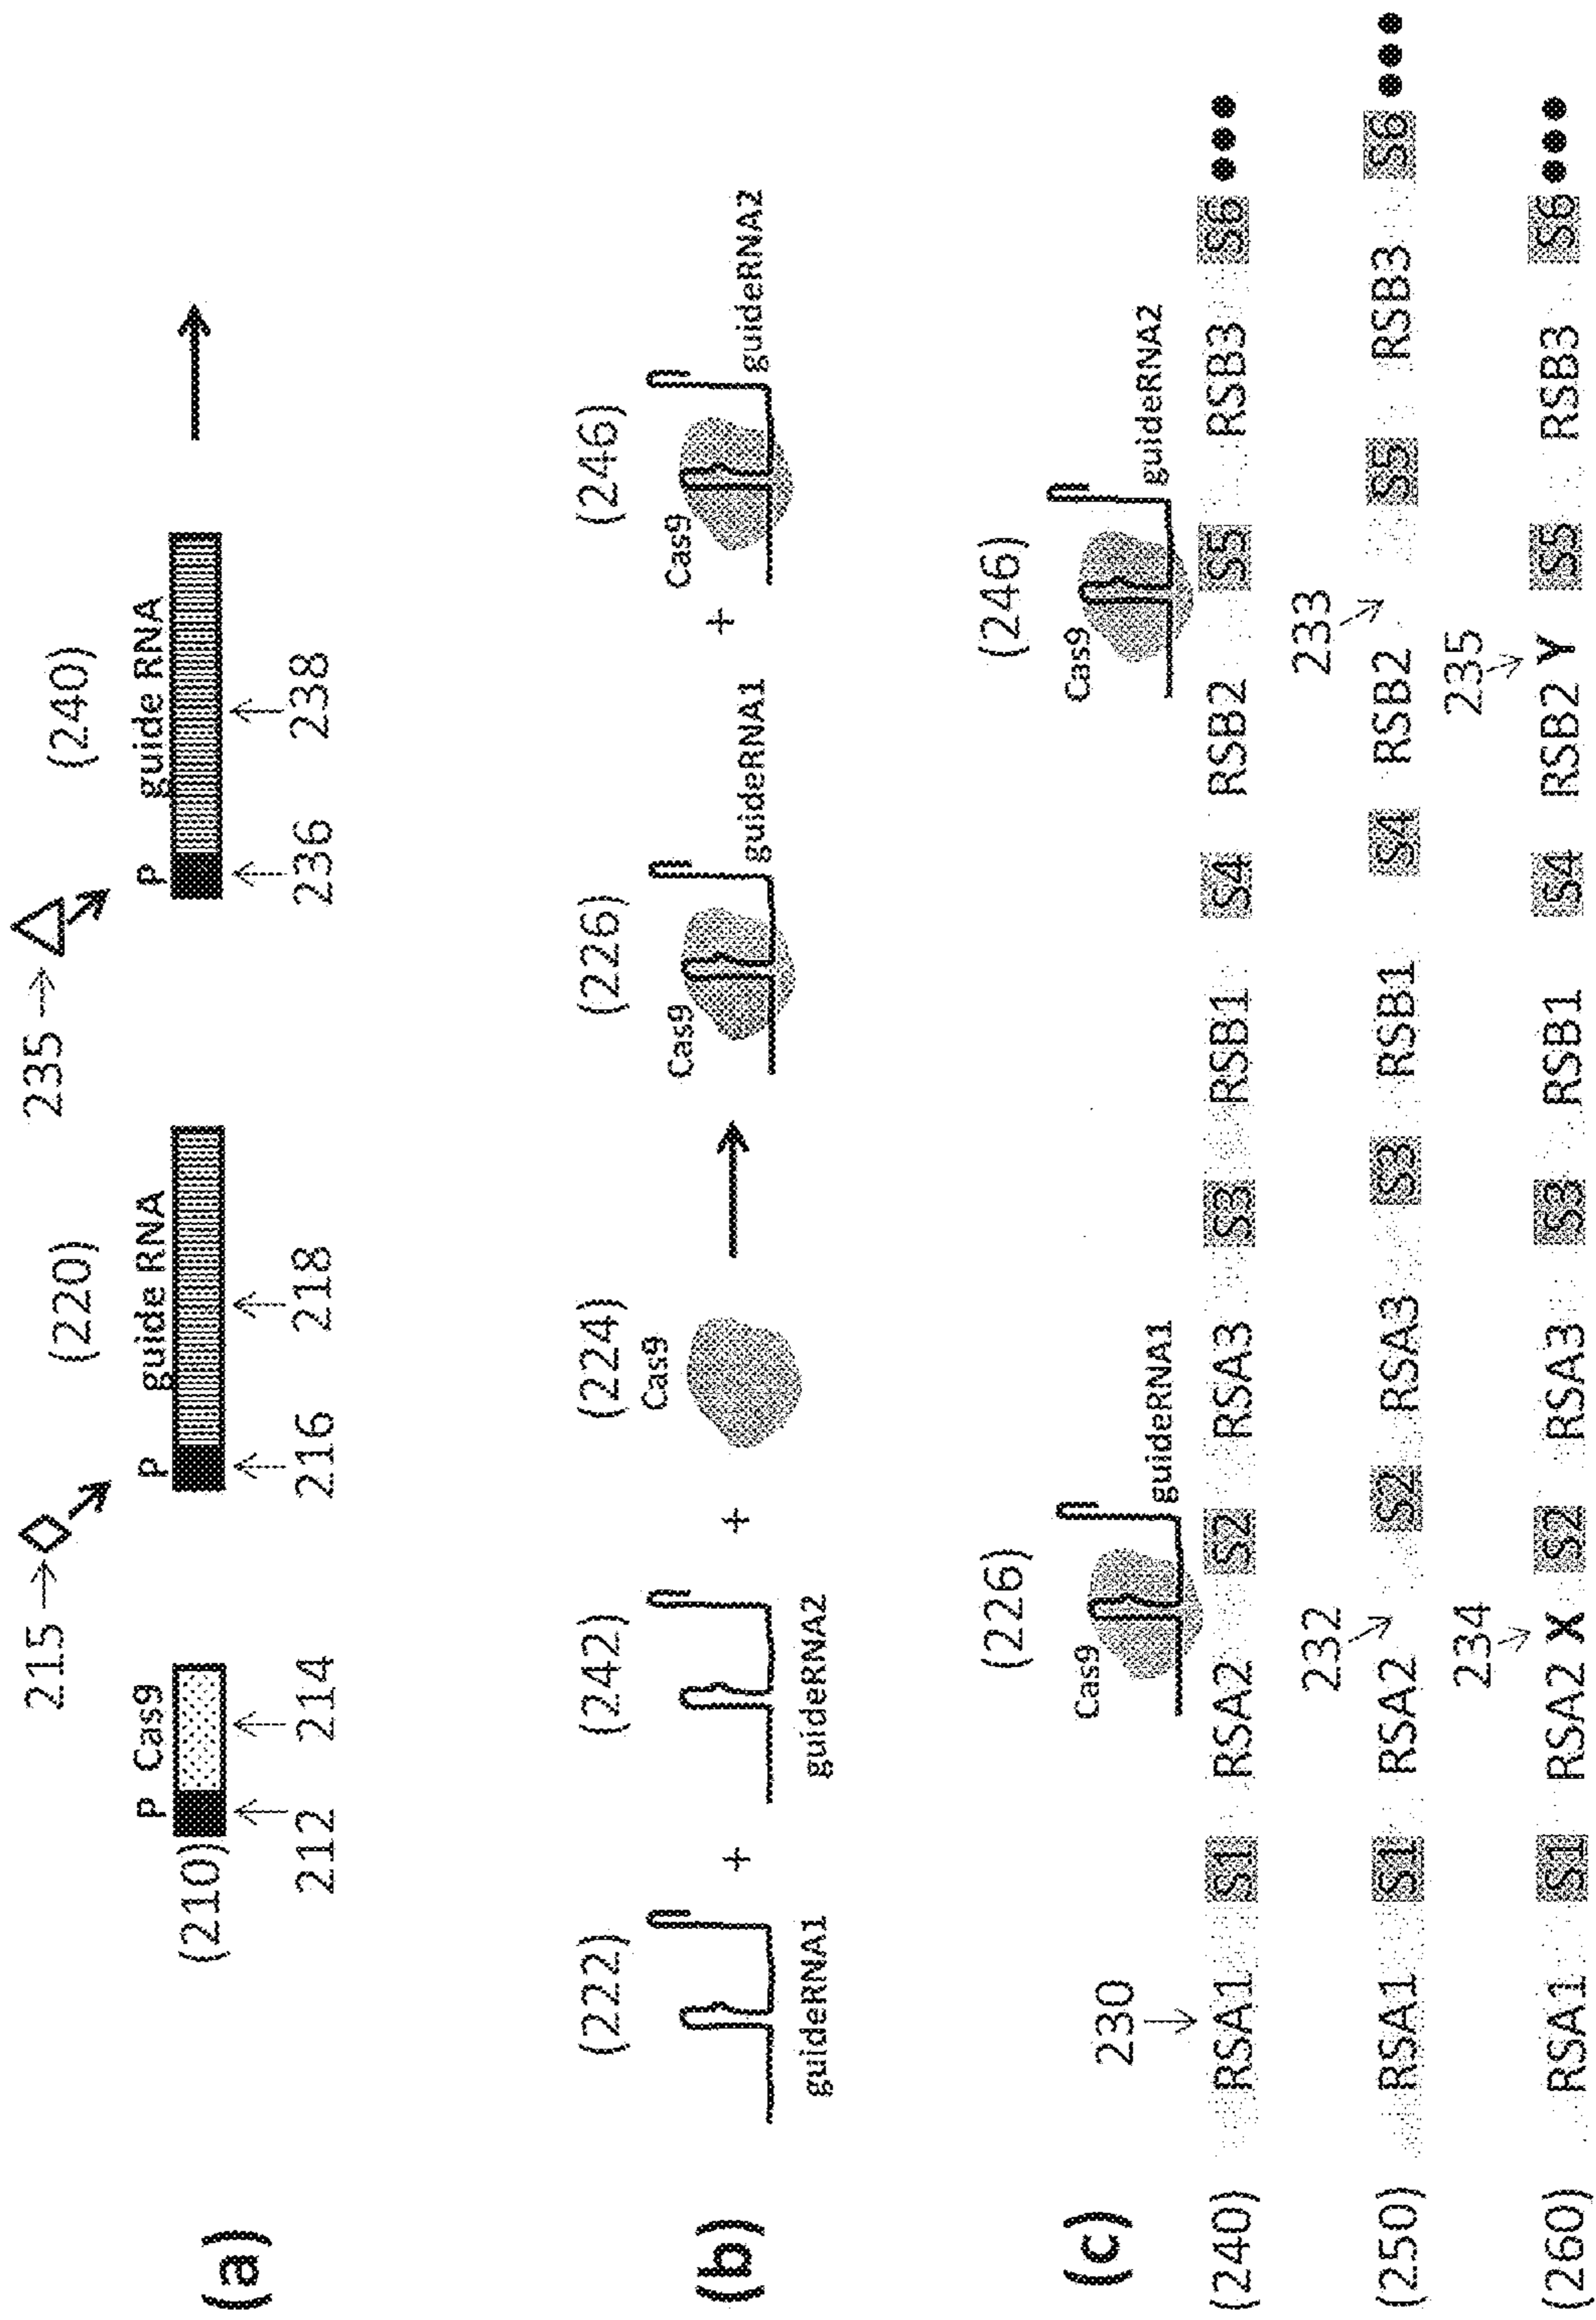 215 235
(220) (240)
(210) P Cas9 P guide RNA P guide RNA
212 214 216 218 236 238
(a)
(222) (242) (224) (226) (246)
Cas9 Cas9 Cas9
+ + + 
guideRNA1 guideRNA2 guideRNA1 guideRNA2
(b)
(226) (246)
Cas9 Cas9
guideRNA1 guideRNA2
(c)
230
(240) RSA1 S1 RSA2 S2 RSA3 S3 RSB1 S4 RSB2 S5 RSB3 S6 •••
232 233
(250) RSA1 S1 RSA2 S2 RSA3 S3 RSB1 S4 RSB2 S5 RSB3 S6 •••
234 235
(260) RSA1 S1 RSA2 X S2 RSA3 S3 RSB1 S4 RSB2 Y S5 RSB3 S6 •••